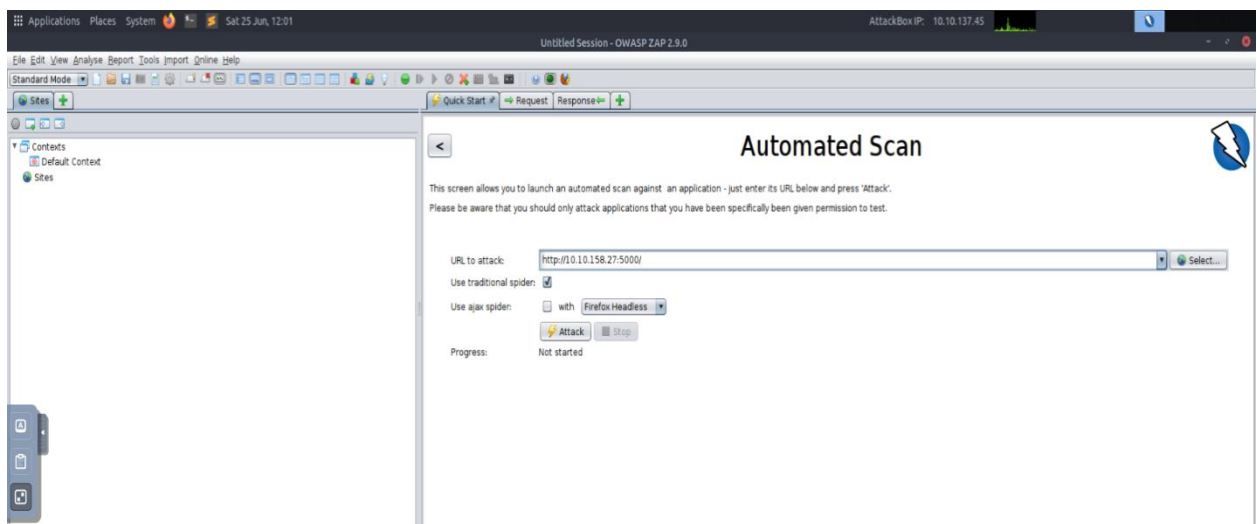 Applications Places System Sat 25 Jun, 12:01 AttackBox IP: 10.10.137.45
Untitled Session - OWASP ZAP 2.9.0
File Edit View Analyse Report Tools Import Online Help
Standard Mode
Sites
Quick Start Request Response
Contexts
Default Context
Sites
<
Automated Scan
This screen allows you to launch an automated scan against an application - just enter its URL below and press 'Attack'.
Please be aware that you should only attack applications that you have been specifically been given permission to test.
URL to attack: http://10.10.158.27:5000/ Select...
Use traditional spider:
Use ajax spider: with Firefox Headless
Attack Stop
Progress: Not started
A